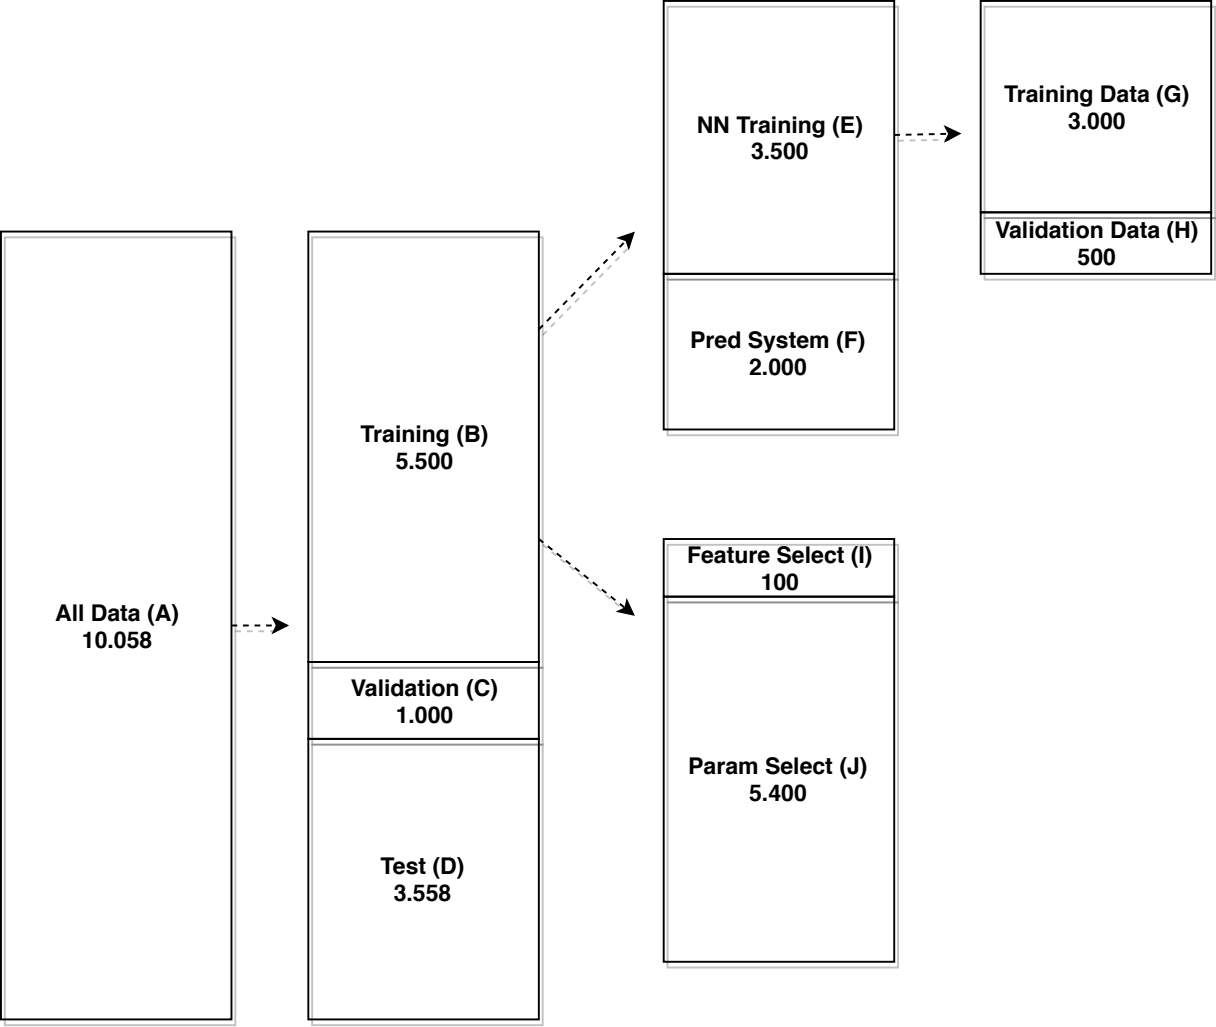 All Data (A)
10.058
Training (B)
5.500
Validation (C)
1.000
Test (D)
3.558
NN Training (E)
3.500
Pred System (F)
2.000
Training Data (G)
3.000
Validation Data (H)
500
Feature Select (I)
100
Param Select (J)
5.400